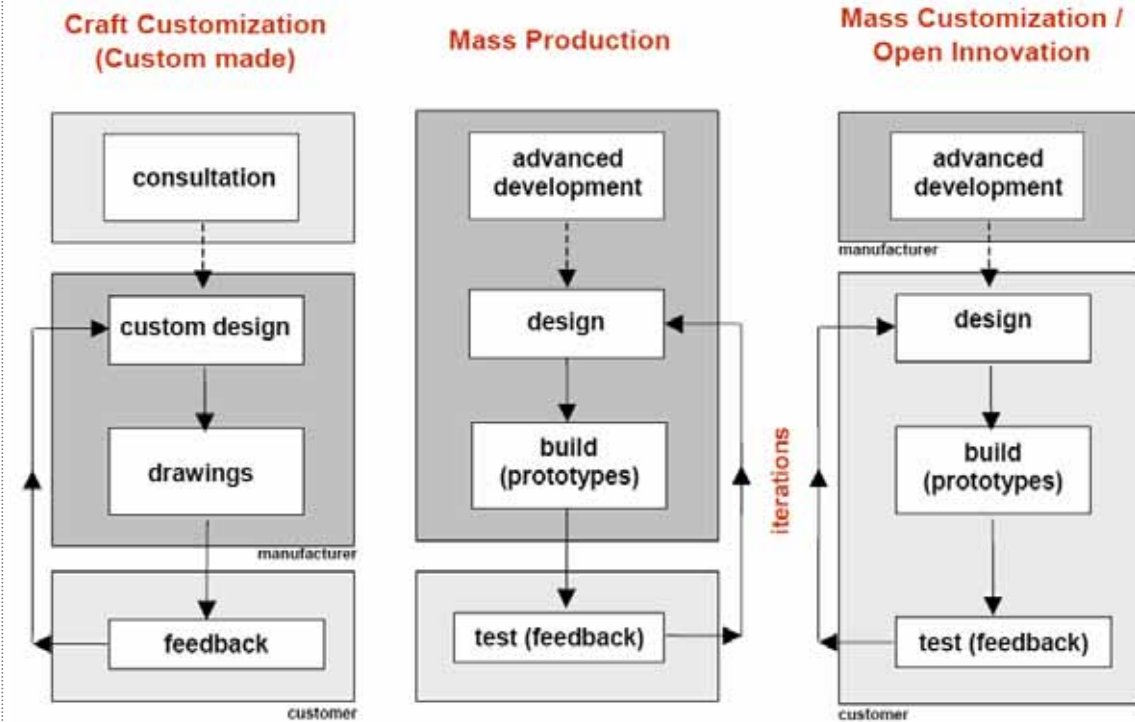 Craft Customization
(Custom made)
consultation
custom design
drawings
manufacturer
feedback
customer
Mass Production
advanced
development
design
build
(prototypes)
test (feedback)
iterations
Mass Customization /
Open Innovation
advanced
development
manufacturer
design
build
(prototypes)
test (feedback)
customer